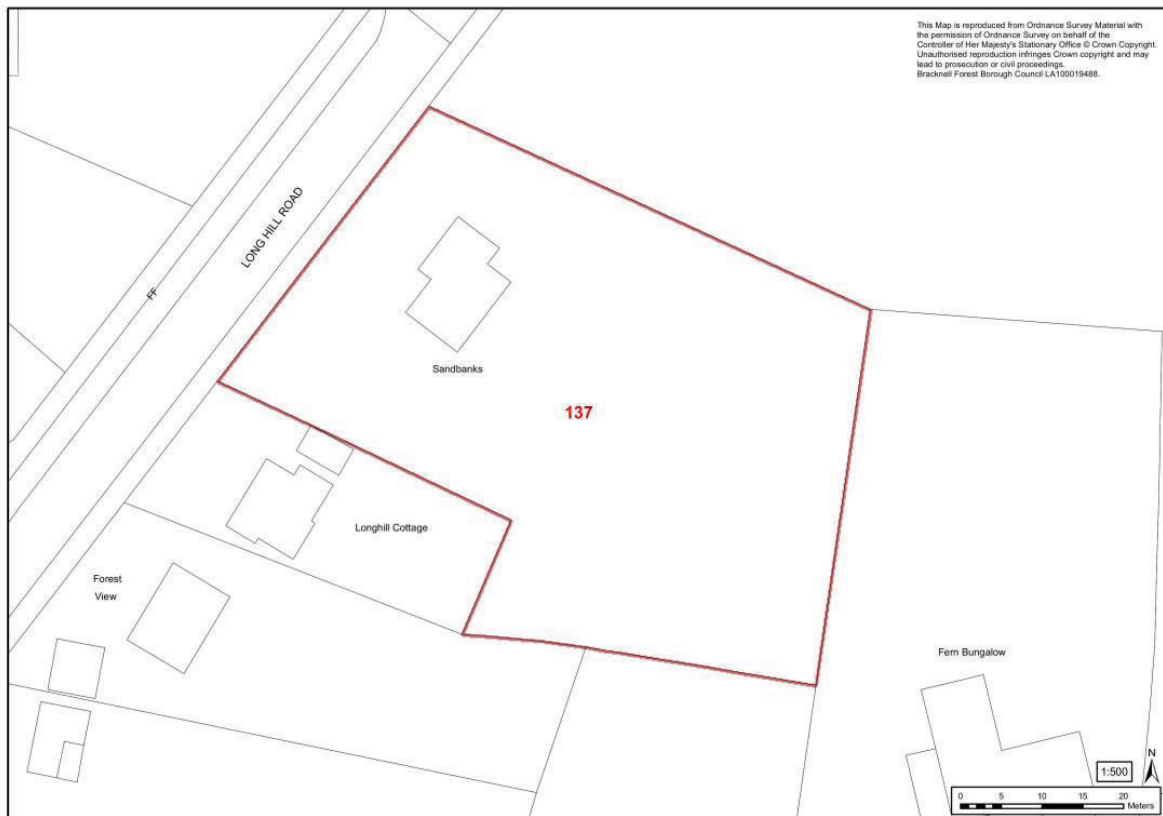 This Map is reproduced from Ordnance Survey Material with
the permission of Ordnance Survey on behalf of the
Controller of Her Majesty's Stationary Office © Crown Copyright.
Unauthorised reproduction infringes Crown copyright and may
lead to prosecution or civil proceedings.
Bracknell Forest Borough Council LA100019488.
LONG HILL ROAD
FF
Sandbanks
137
Longhill Cottage
Forest
View
Fern Bungalow
1:500
N
0 5 10 15 20
Meters